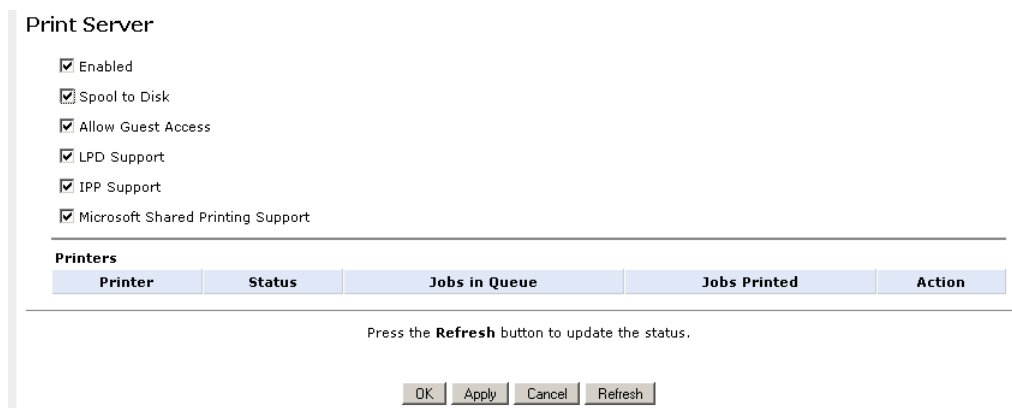 Print Server
Enabled
Spool to Disk
Allow Guest Access
LPD Support
IPP Support
Microsoft Shared Printing Support
Printers
Printer Status Jobs in Queue Jobs Printed Action
Press the Refresh button to update the status.
OK Apply Cancel Refresh